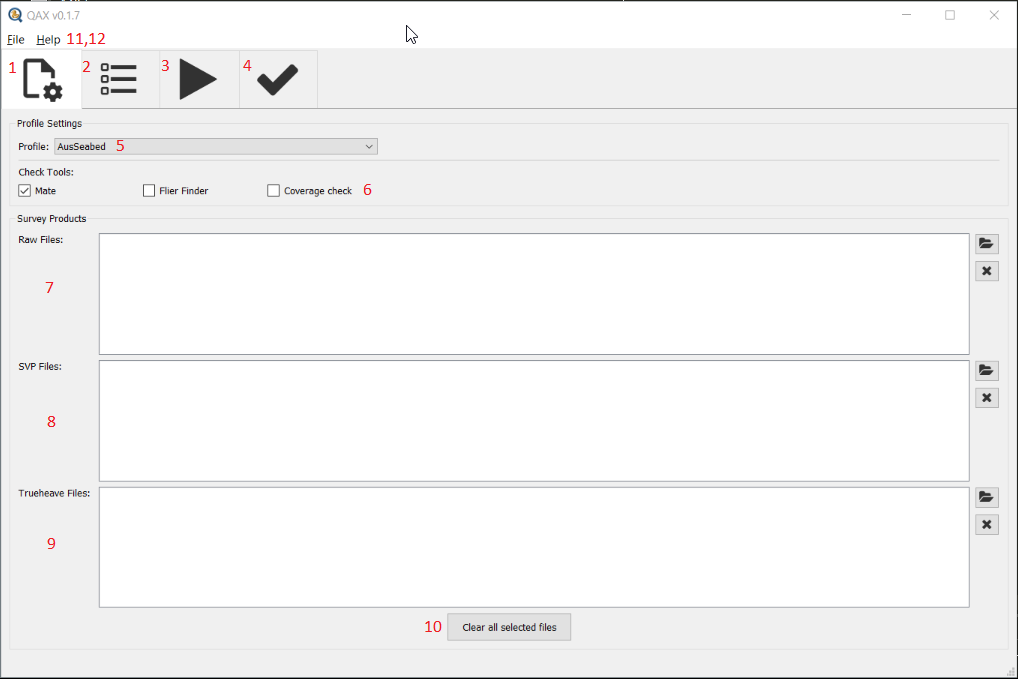 QAX v0.1.7
File Help 11,12
1 2 3 4
Profile Settings
Profile: AusSeabed 5
Check Tools:
Mate Flier Finder Coverage check 6
Survey Products
Raw Files:
7
SVP Files:
8
Trueheave Files:
9
10 Clear all selected files